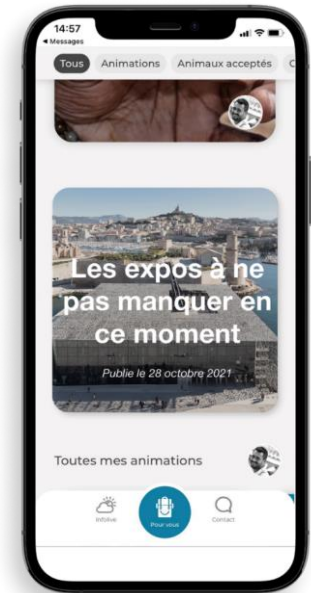 14:57
◀ Messages
Tous Animations Animaux acceptés
Les expos à ne
pas manquer en
ce moment
Publie le 28 octobre 2021
Toutes mes animations
Infolive Pour vous Contact